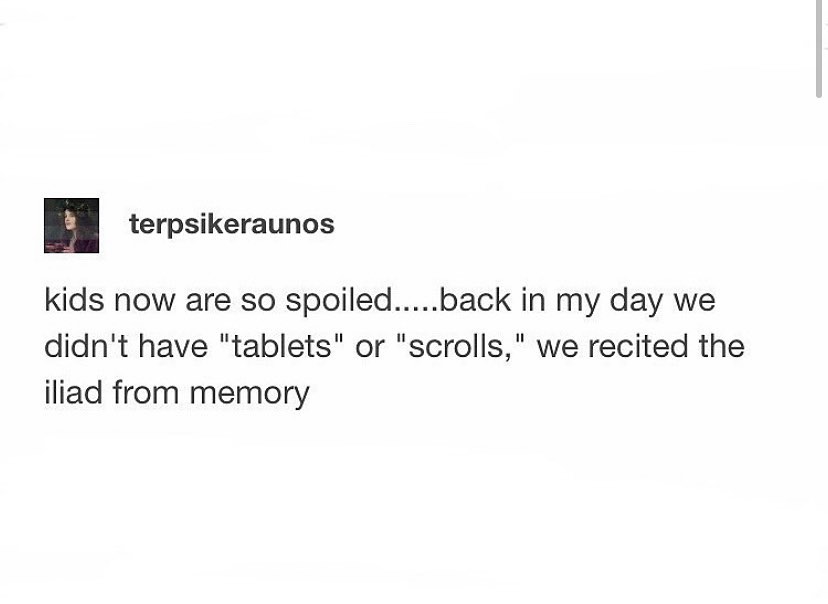 terpsikeraunos
kids now are so spoiled.....back in my day we
didn't have "tablets" or "scrolls," we recited the
iliad from memory